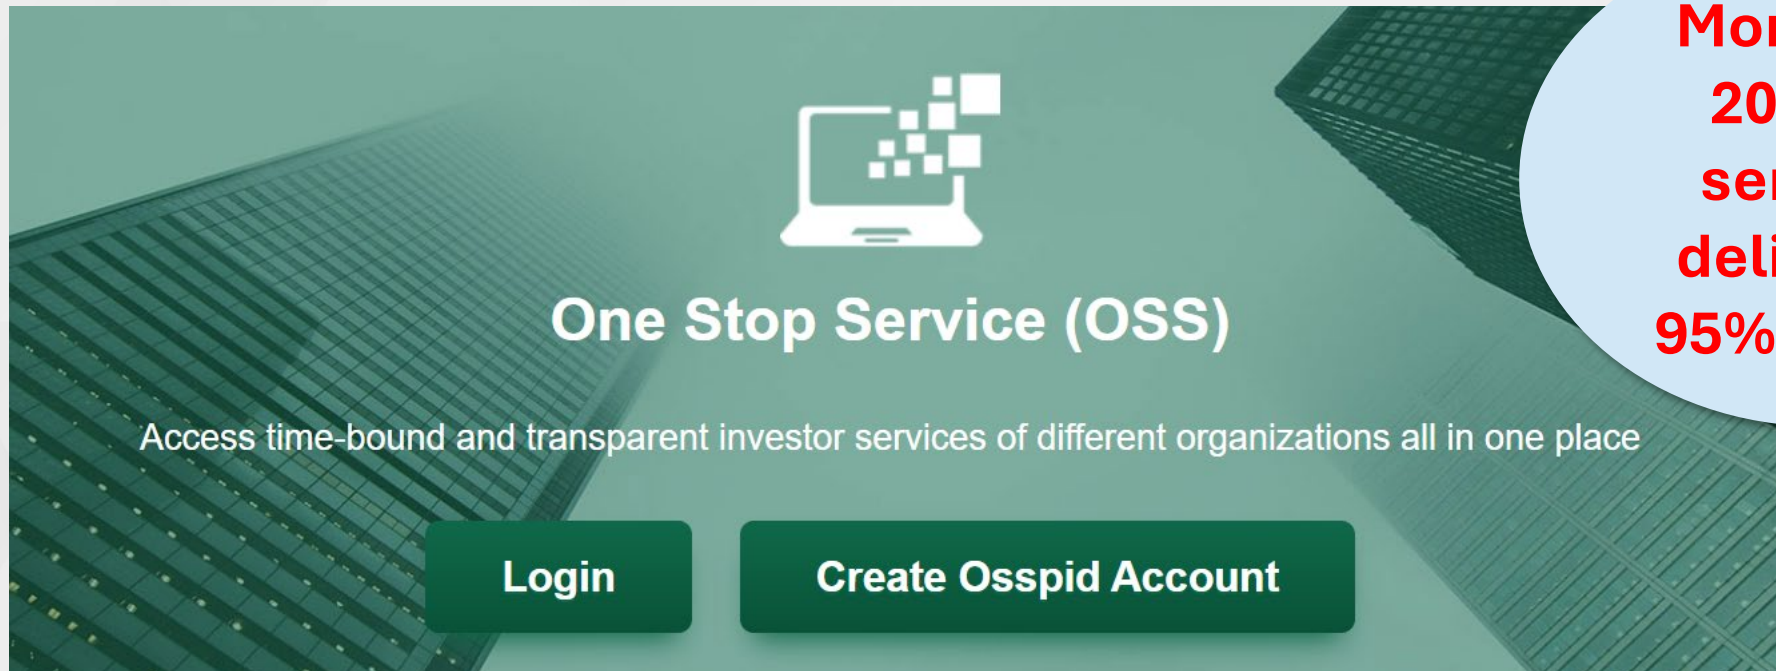 One Stop Service (OSS)
Access time-bound and transparent investor services of different organizations all in one place
Login
Create Osspid Account
95%